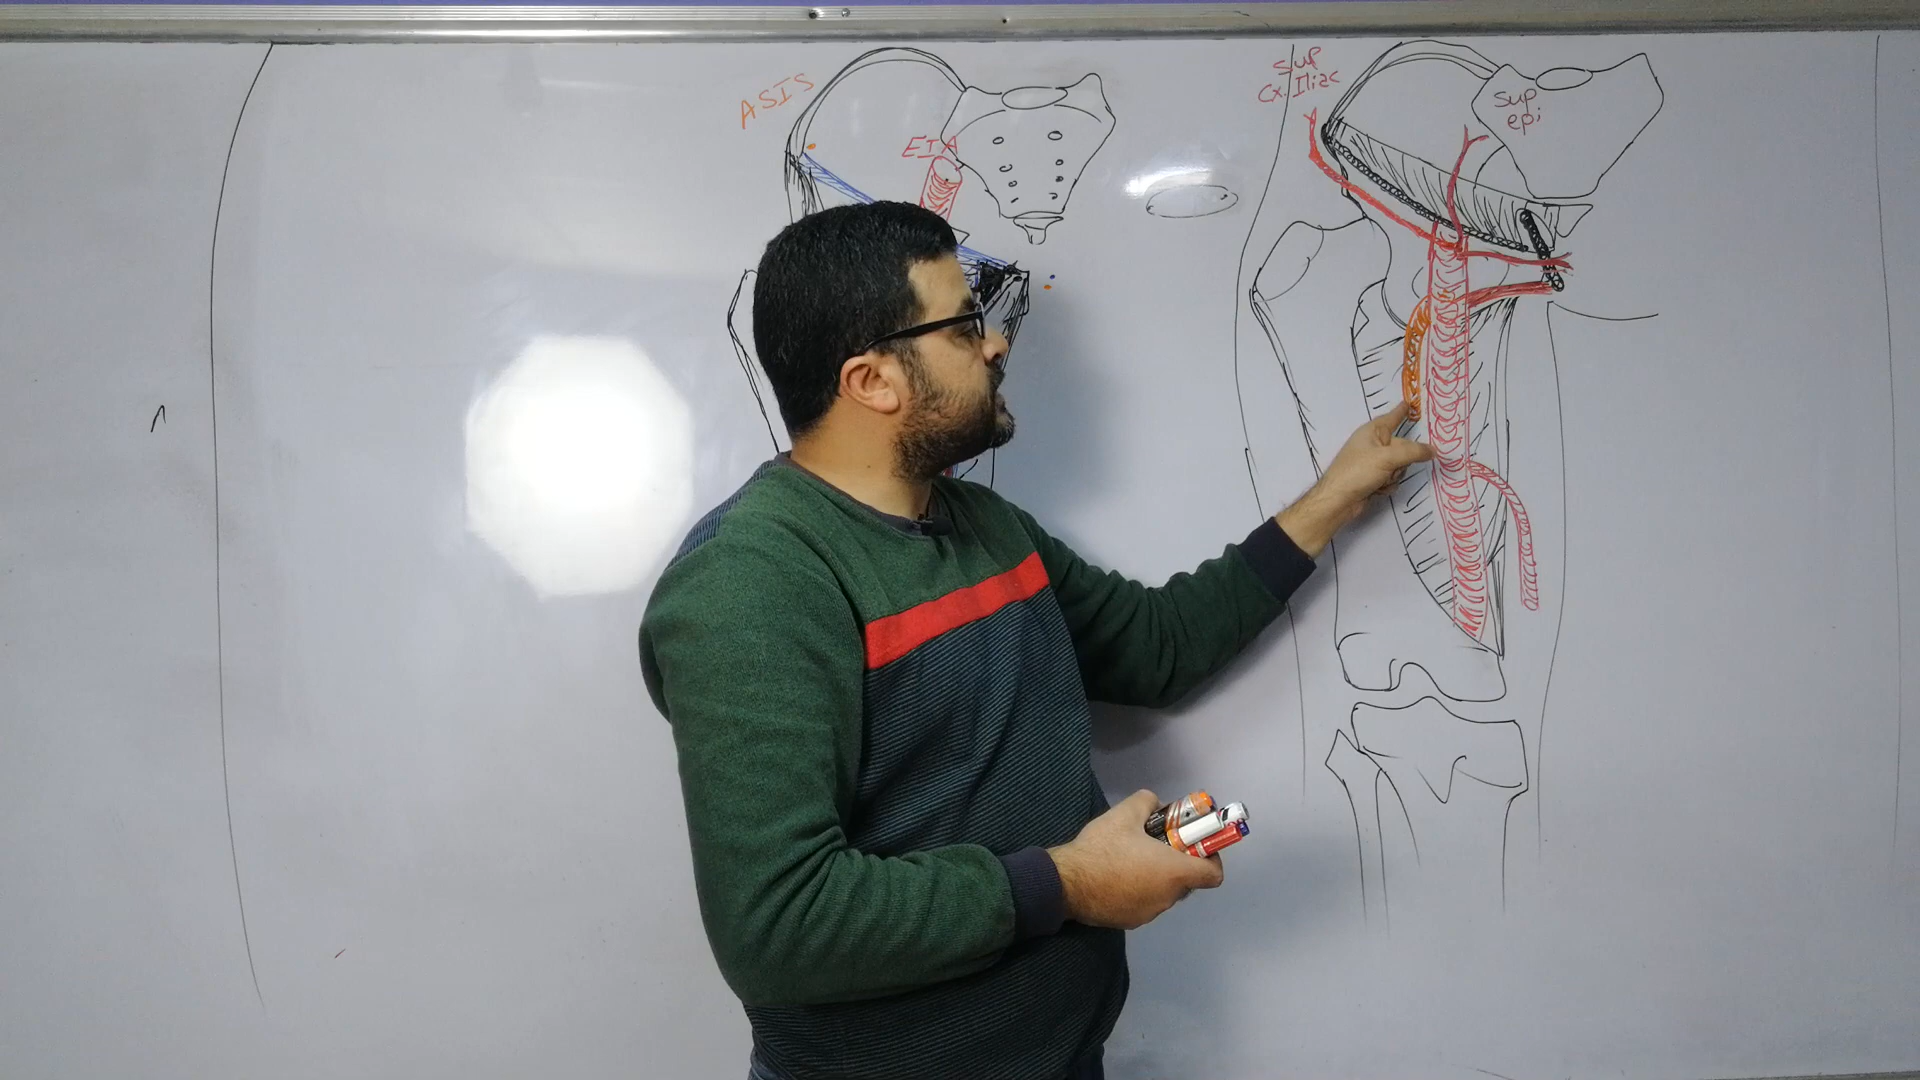 ASIS
EIA
Sup
Cx. Iliac
Sup
epi